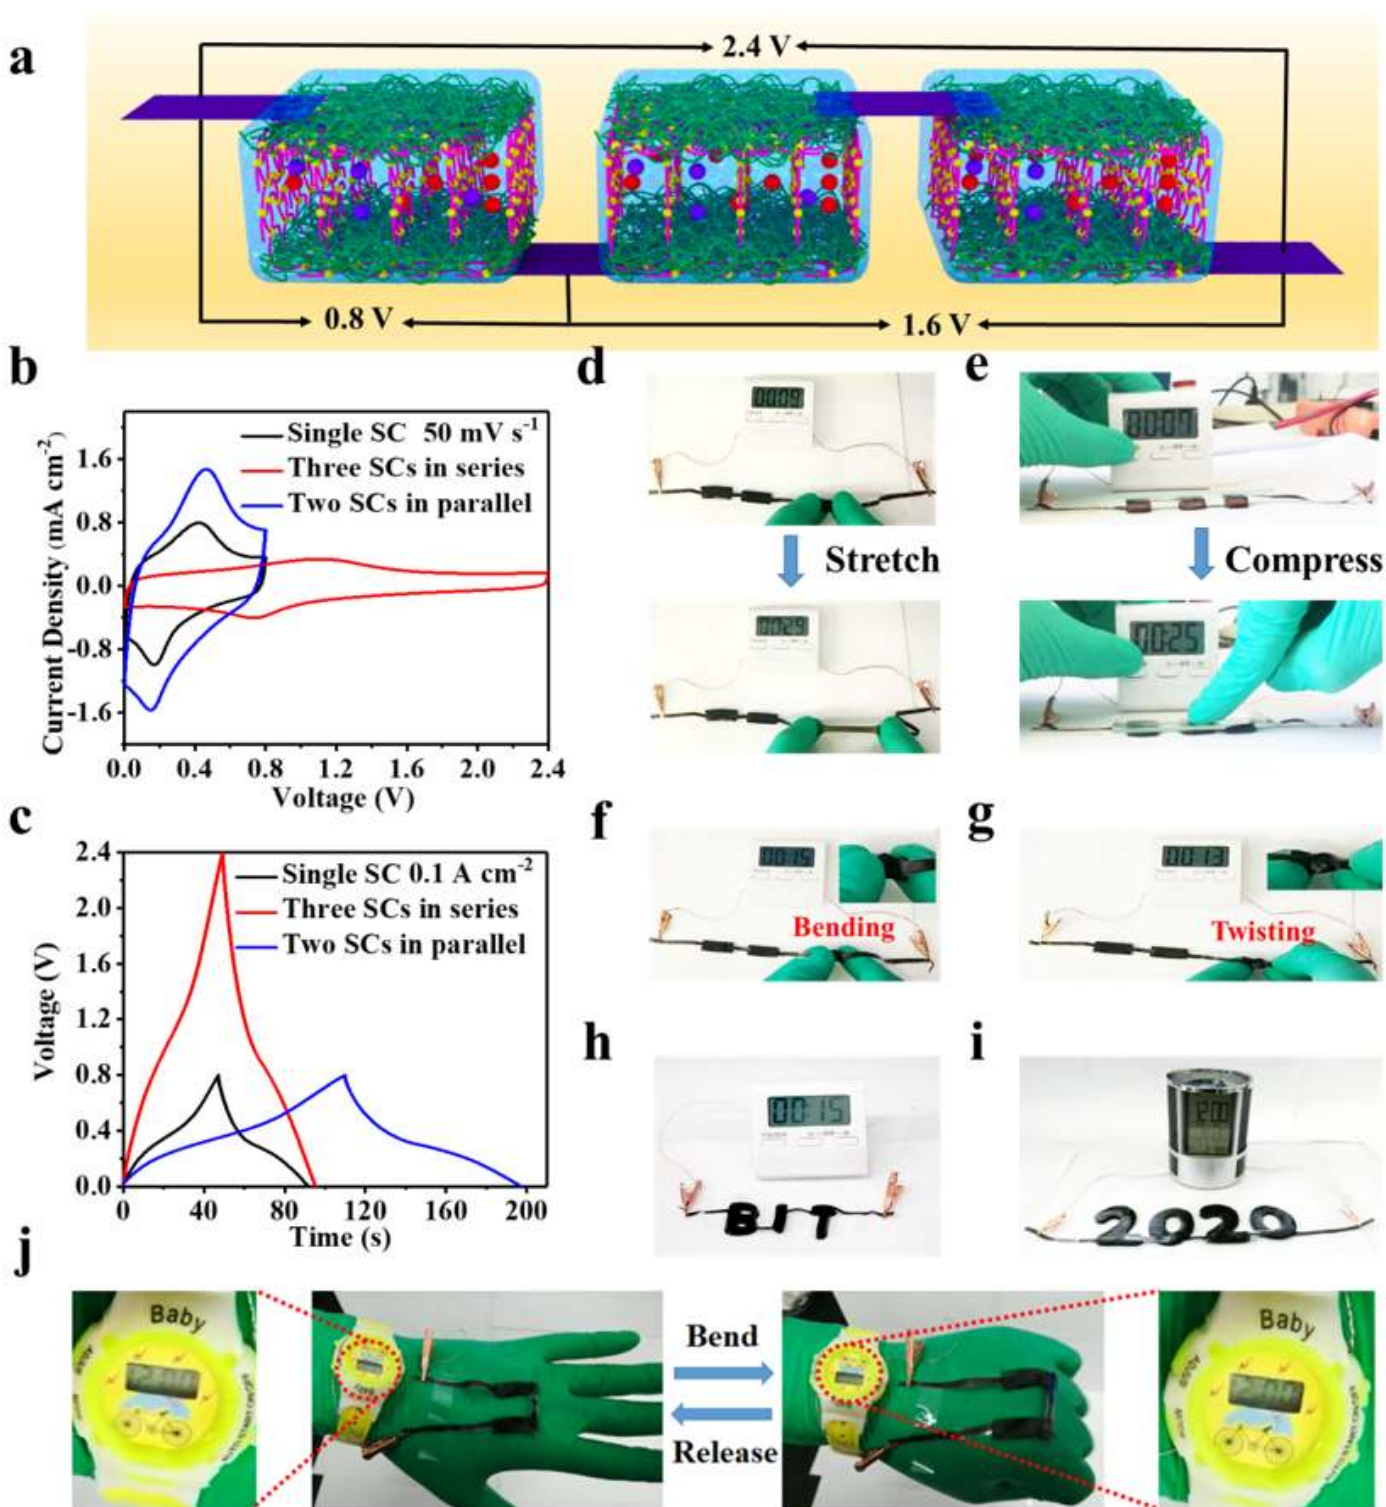 a
2.4 V
0.8 V
1.6 V
b
Single SC 50 mV s-1
Three SCs in series
Two SCs in parallel
Current Density (mA cm-2)
1.6
0.8
0.0
-0.8
-1.6
0.0 0.4 0.8 1.2 1.6 2.0 2.4
Voltage (V)
c
Single SC 0.1 A cm-2
Three SCs in series
Two SCs in parallel
Voltage (V)
2.4
2.0
1.6
1.2
0.8
0.4
0.0
0 40 80 120 160 200
Time (s)
d
00:09
Stretch
00:29
e
00:09
Compress
00:25
f
00:15
Bending
g
00:13
Twisting
h
00:15
BIT
i
2020
j
Baby
Bend
Release
Baby